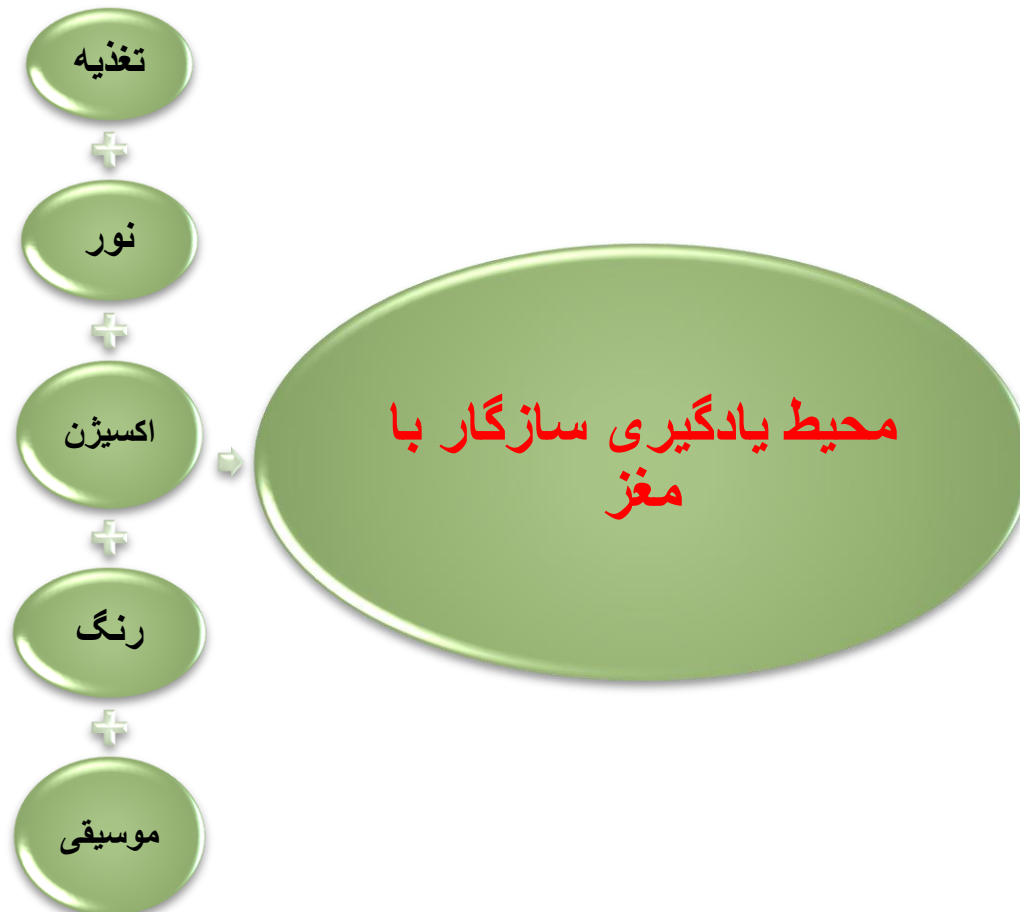 تغذیه
نور
اکسیژن
رنگ
موسیقی
محیط یادگیری سازگار با
مغز